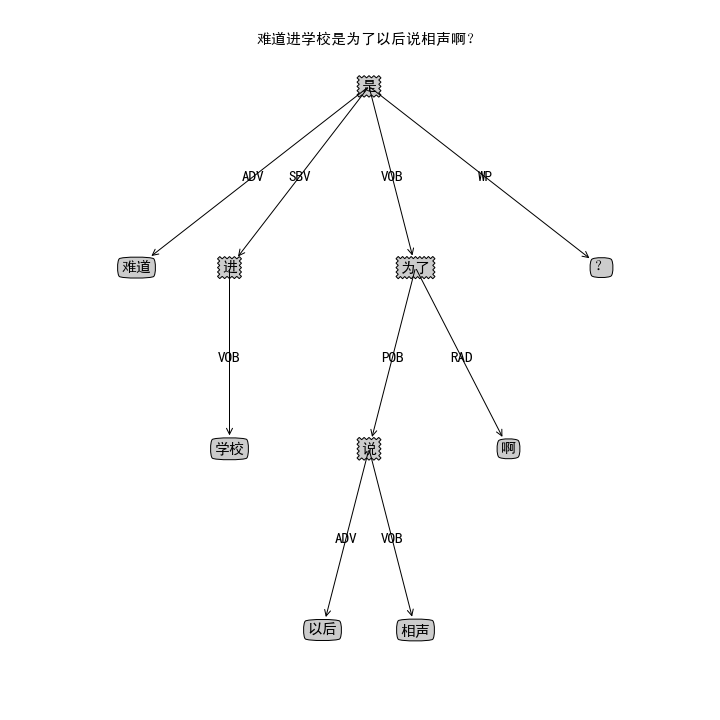 难道进学校是为了以后说相声啊？
是
ADV SBV VOB WP
难道 进 为了 ？
VOB POB RAD
学校 说 啊
ADV VOB
以后 相声